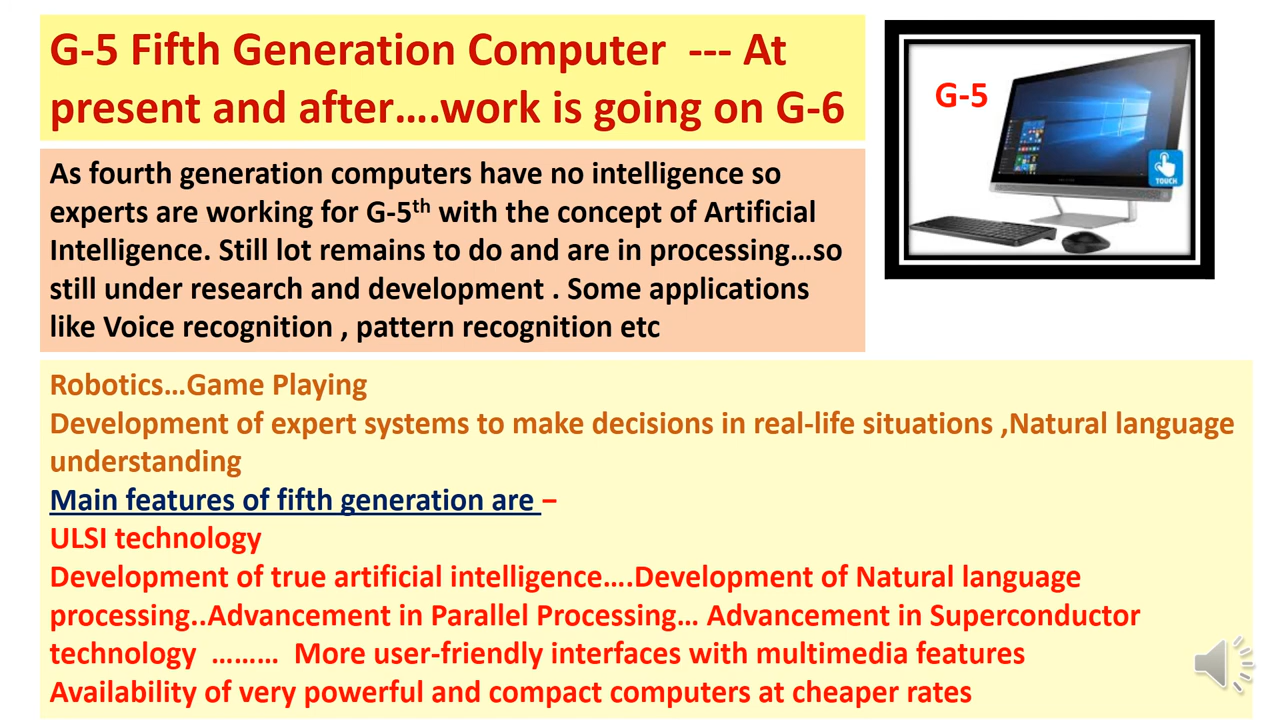 G-5 Fifth Generation Computer  --- At
present and after….work is going on G-6
G-5
TOUCH
As fourth generation computers have no intelligence so
experts are working for G-5th with the concept of Artificial
Intelligence. Still lot remains to do and are in processing…so
still under research and development . Some applications
like Voice recognition , pattern recognition etc
Robotics…Game Playing
Development of expert systems to make decisions in real-life situations ,Natural language
understanding
Main features of fifth generation are –
ULSI technology
Development of true artificial intelligence….Development of Natural language
processing..Advancement in Parallel Processing… Advancement in Superconductor
technology  ………  More user-friendly interfaces with multimedia features
Availability of very powerful and compact computers at cheaper rates